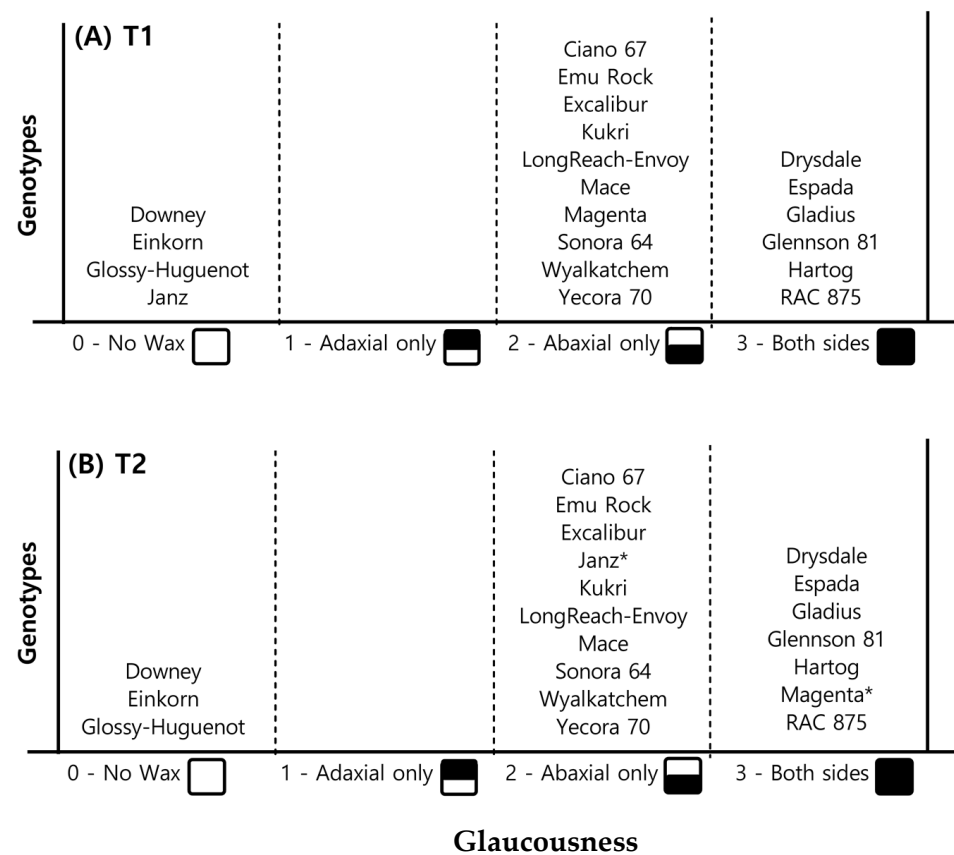 (A) T1
Genotypes
Downey
Einkorn
Glossy-Huguenot
Janz
Ciano 67
Emu Rock
Excalibur
Kukri
LongReach-Envoy
Mace
Magenta
Sonora 64
Wyalkatchem
Yecora 70
Drysdale
Espada
Gladius
Glennson 81
Hartog
RAC 875
0 - No Wax
1 - Adaxial only
2 - Abaxial only
3 - Both sides
(B) T2
Genotypes
Downey
Einkorn
Glossy-Huguenot
Ciano 67
Emu Rock
Excalibur
Janz*
Kukri
LongReach-Envoy
Mace
Sonora 64
Wyalkatchem
Yecora 70
Drysdale
Espada
Gladius
Glennson 81
Hartog
Magenta*
RAC 875
0 - No Wax
1 - Adaxial only
2 - Abaxial only
3 - Both sides
Glaucousness